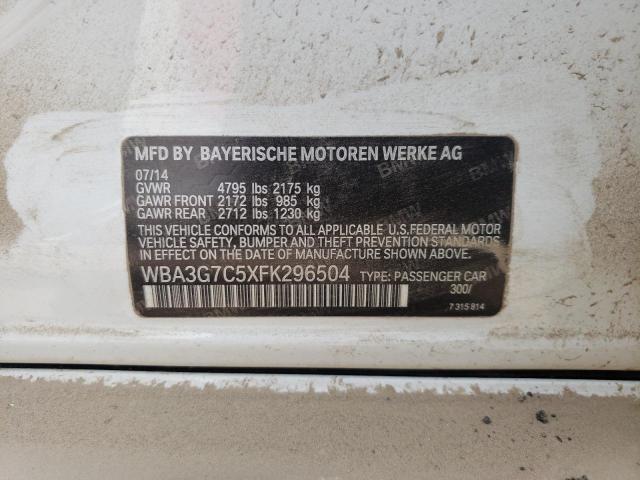 MFD BY BAYERISCHE MOTOREN WERKE AG
07/14
GVWR 4795 lbs 2175 kg
GAWR FRONT 2172 lbs 985 kg
GAWR REAR 2712 lbs 1230 kg
THIS VEHICLE CONFORMS TO ALL APPLICABLE U.S.FEDERAL MOTOR
VEHICLE SAFETY, BUMPER AND THEFT PREVENTION STANDARDS
IN EFFECT ON THE DATE OF MANUFACTURE SHOWN ABOVE.
WBA3G7C5XFK296504 TYPE: PASSENGER CAR
300/
7 315 814